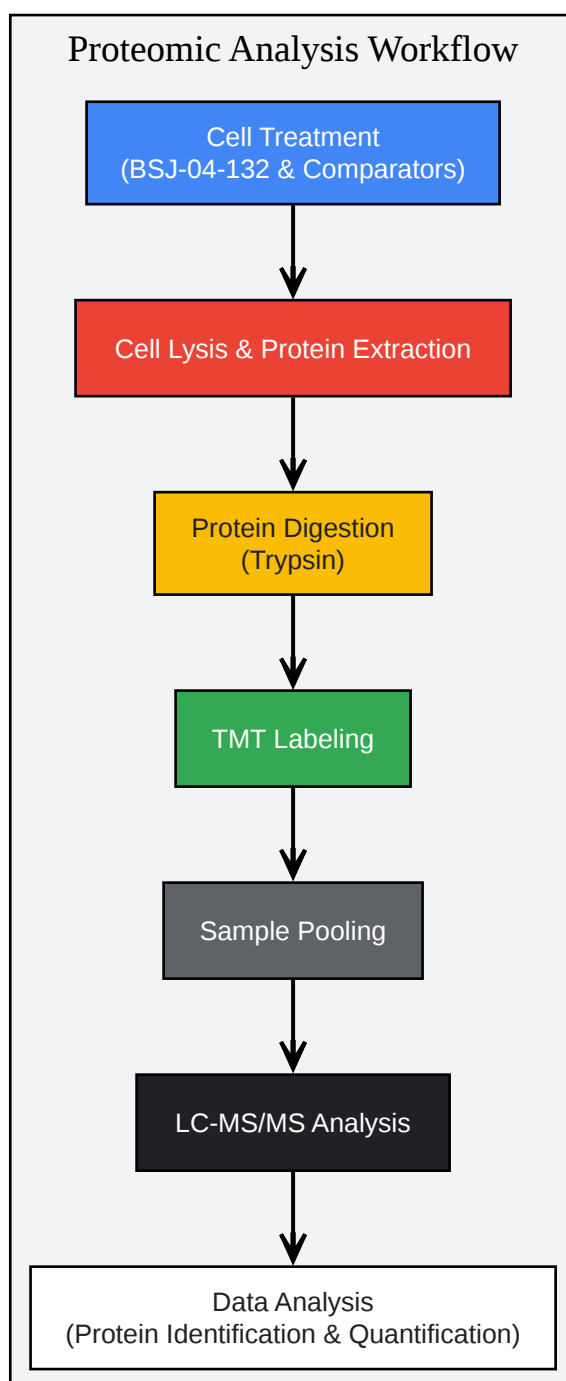 Proteomic Analysis Workflow
Cell Treatment
(BSJ-04-132 & Comparators)
Cell Lysis & Protein Extraction
Protein Digestion
(Trypsin)
TMT Labeling
Sample Pooling
LC-MS/MS Analysis
Data Analysis
(Protein Identification & Quantification)